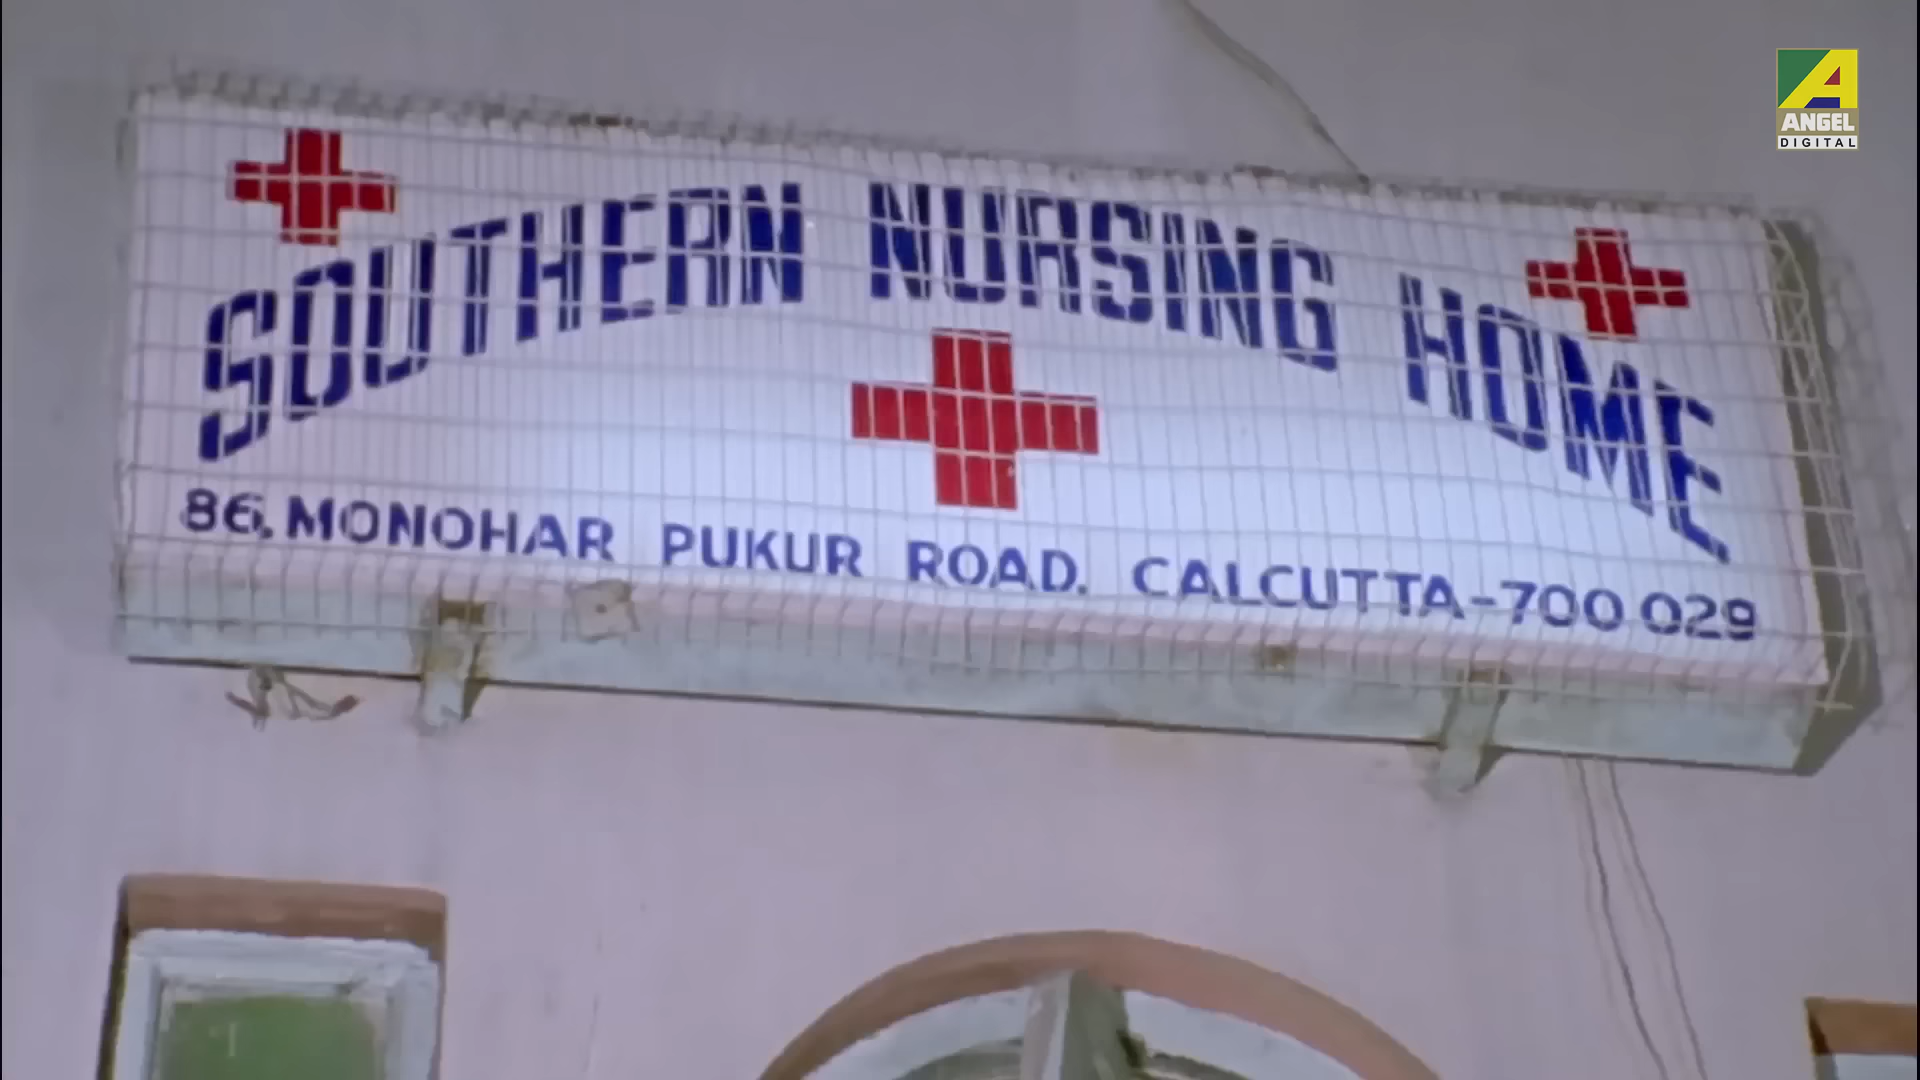 SOUTHERN NURSING HOME
86, MONOHAR PUKUR ROAD. CALCUTTA-700 029
A
ANGEL
DIGITAL